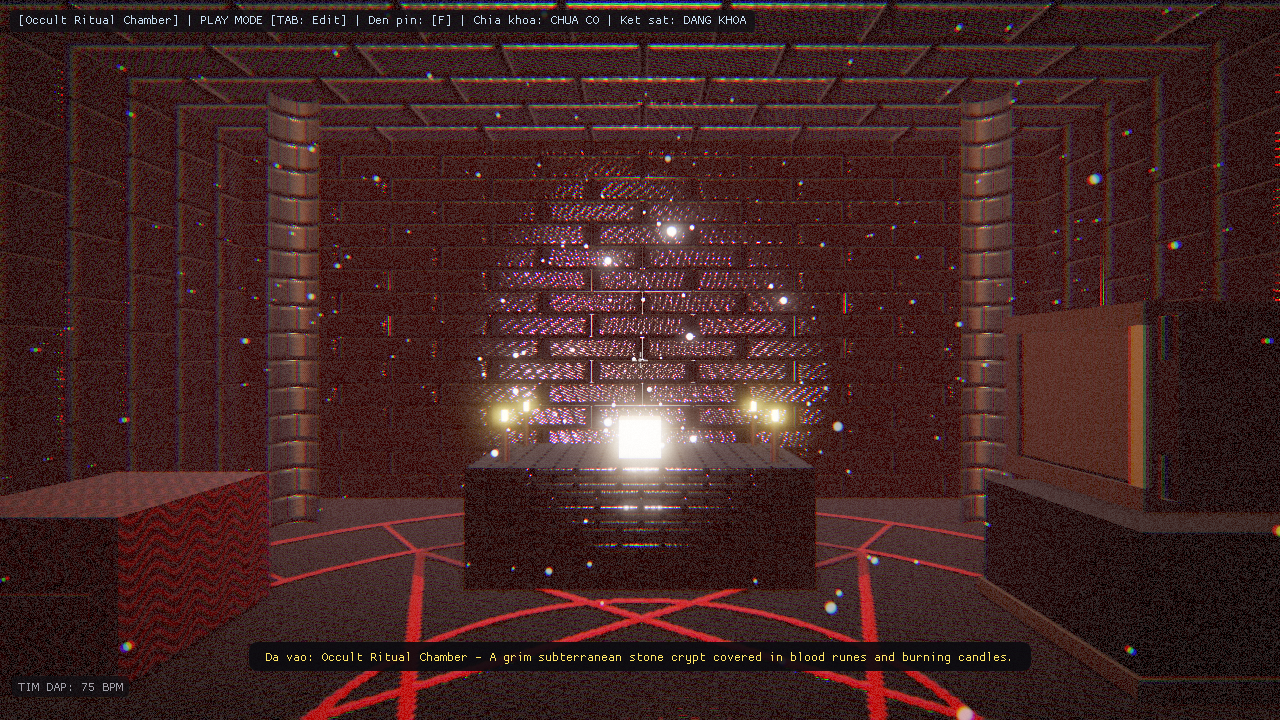 [Occult Ritual Chamber] | PLAY MODE [TAB: Edit] | Den pin: [F] | Chia khoa: CHUA CO | Ket sat: DANG KHOA
Da vao: Occult Ritual Chamber - A grim subterranean stone crypt covered in blood runes and burning candles.
TIM DAP: 75 BPM